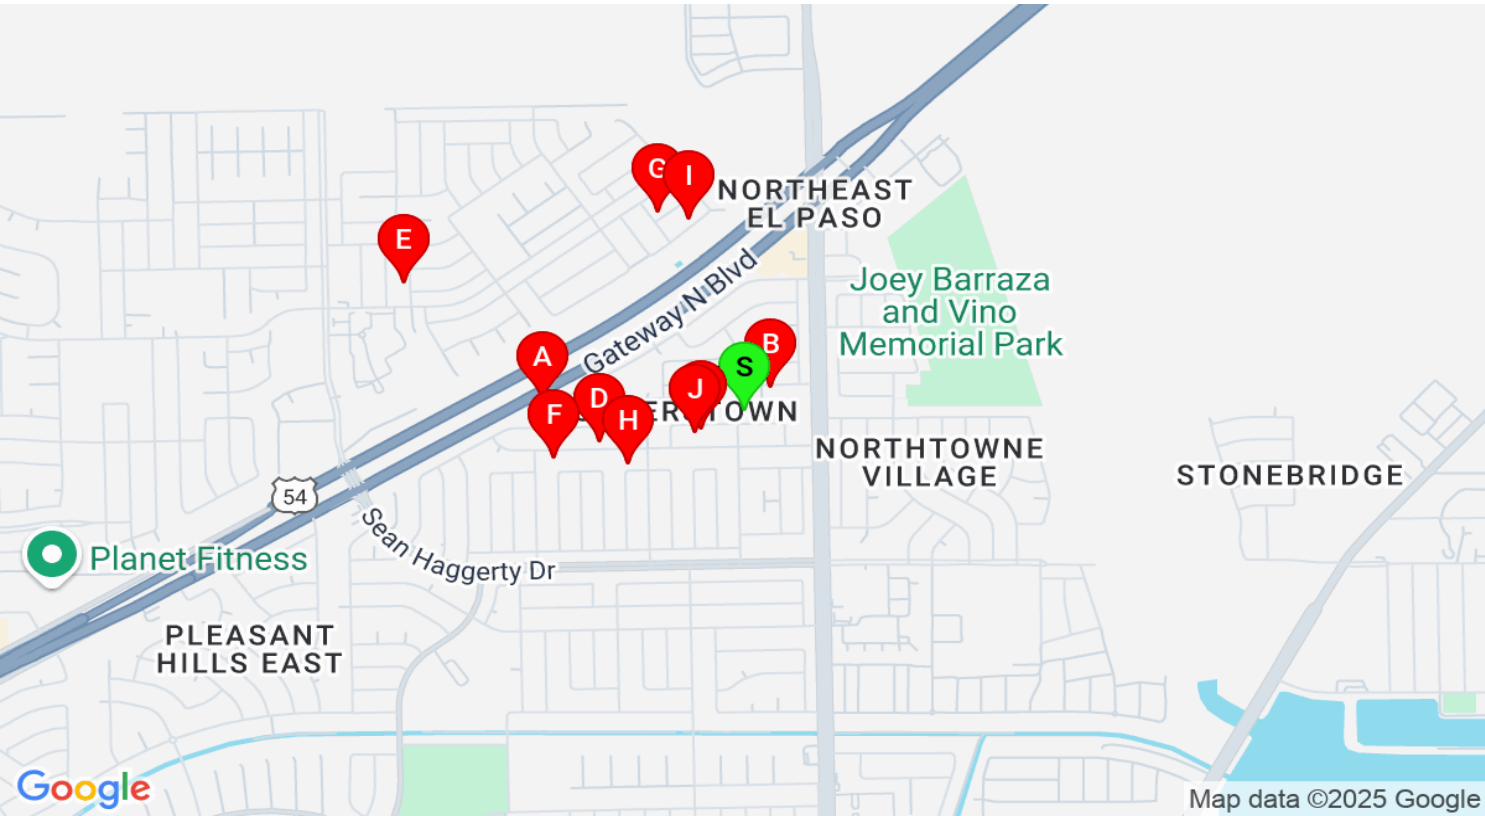 G
I
NORTHEAST
EL PASO
E
Gateway N Blvd
Joey Barraza
and Vino
Memorial Park
A
B
S
D
J
F
H
ER TOWN
NORTHTOWNE
VILLAGE
STONEBRIDGE
54
Sean Haggerty Dr
Planet Fitness
PLEASANT
HILLS EAST
Google
Map data ©2025 Google